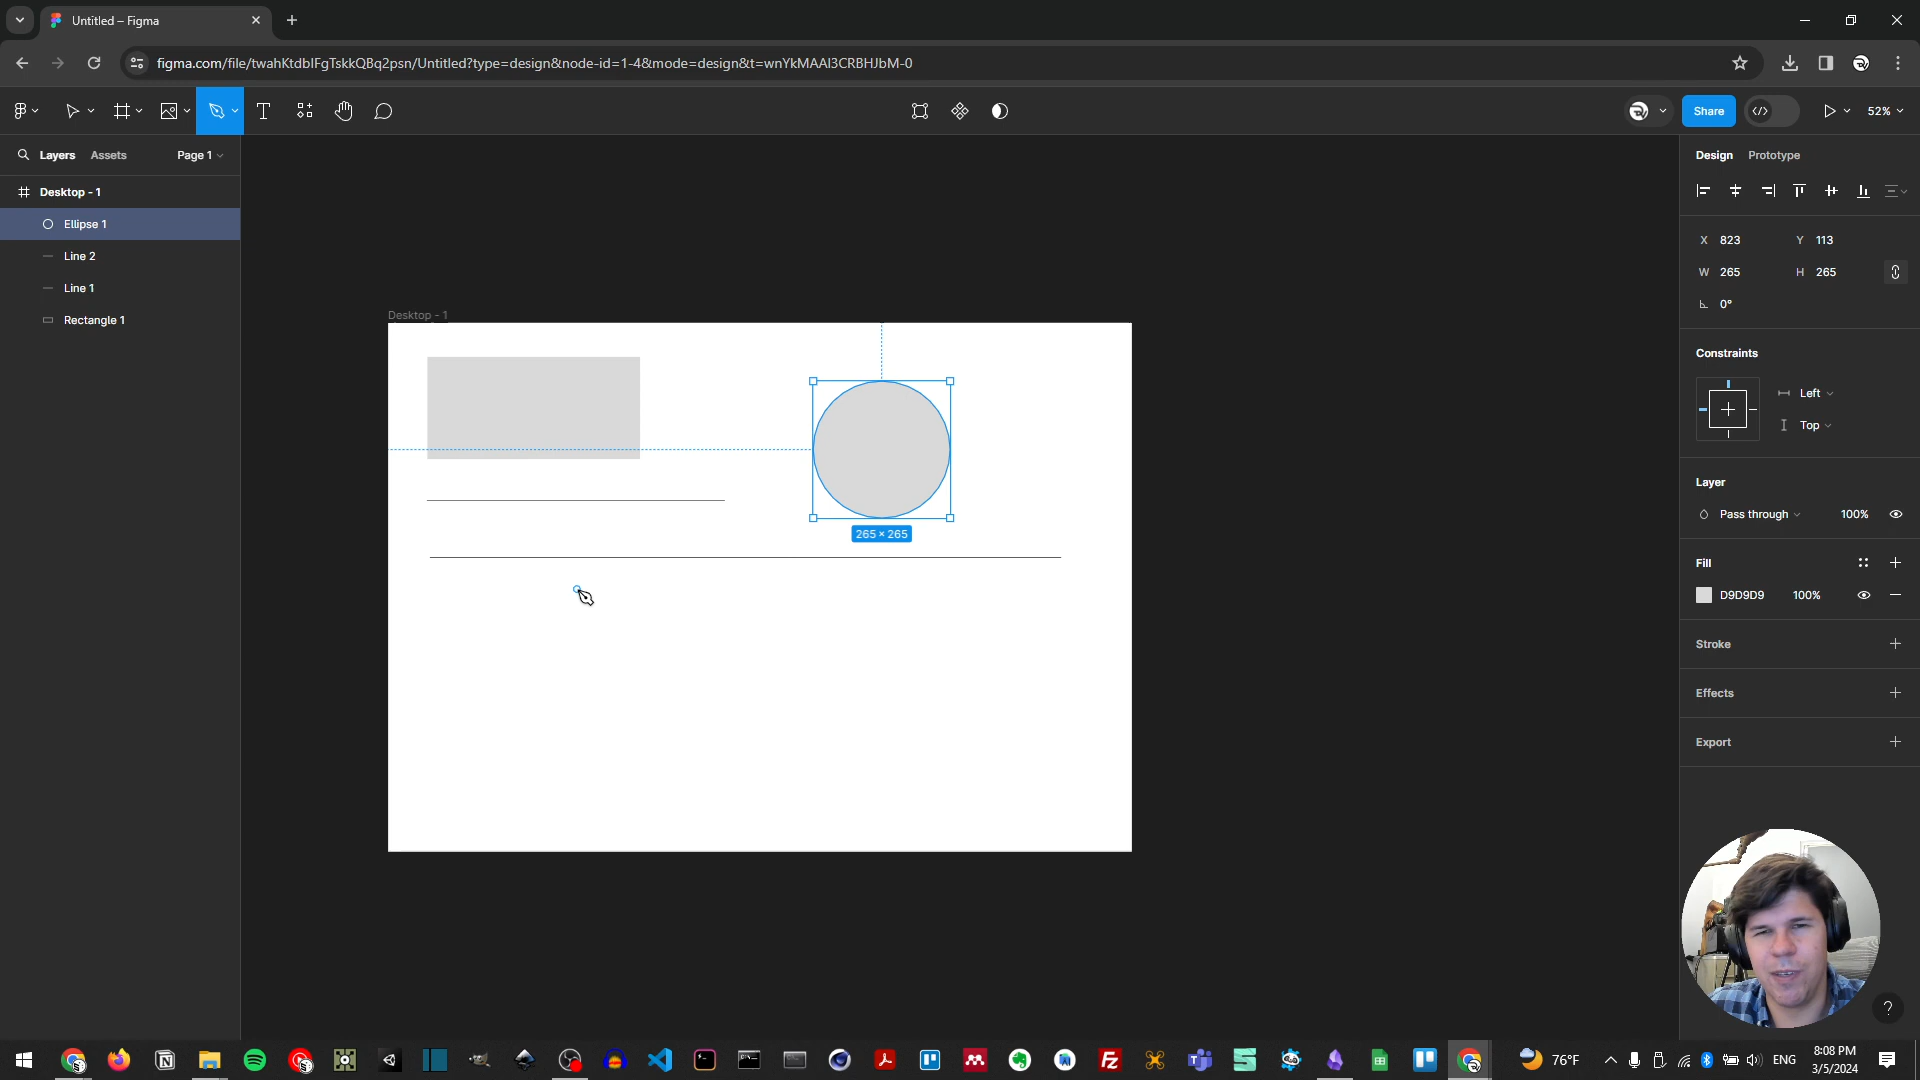 Untitled – Figma
figma.com/file/twahKtdbIFgTskkQBq2psn/Untitled?type=design&node-id=1-4&mode=design&t=wnYkMAAI3CRBHJbM-0
Share
52%
Layers Assets Page 1
Desktop - 1
Ellipse 1
Line 2
Line 1
Rectangle 1
Desktop - 1
265 × 265
Design Prototype
X 823 Y 113
W 265 H 265
0°
Constraints
Left
Top
Layer
Pass through 100%
Fill
D9D9D9 100%
Stroke
Effects
Export
?
76°F
ENG
8:08 PM
3/5/2024